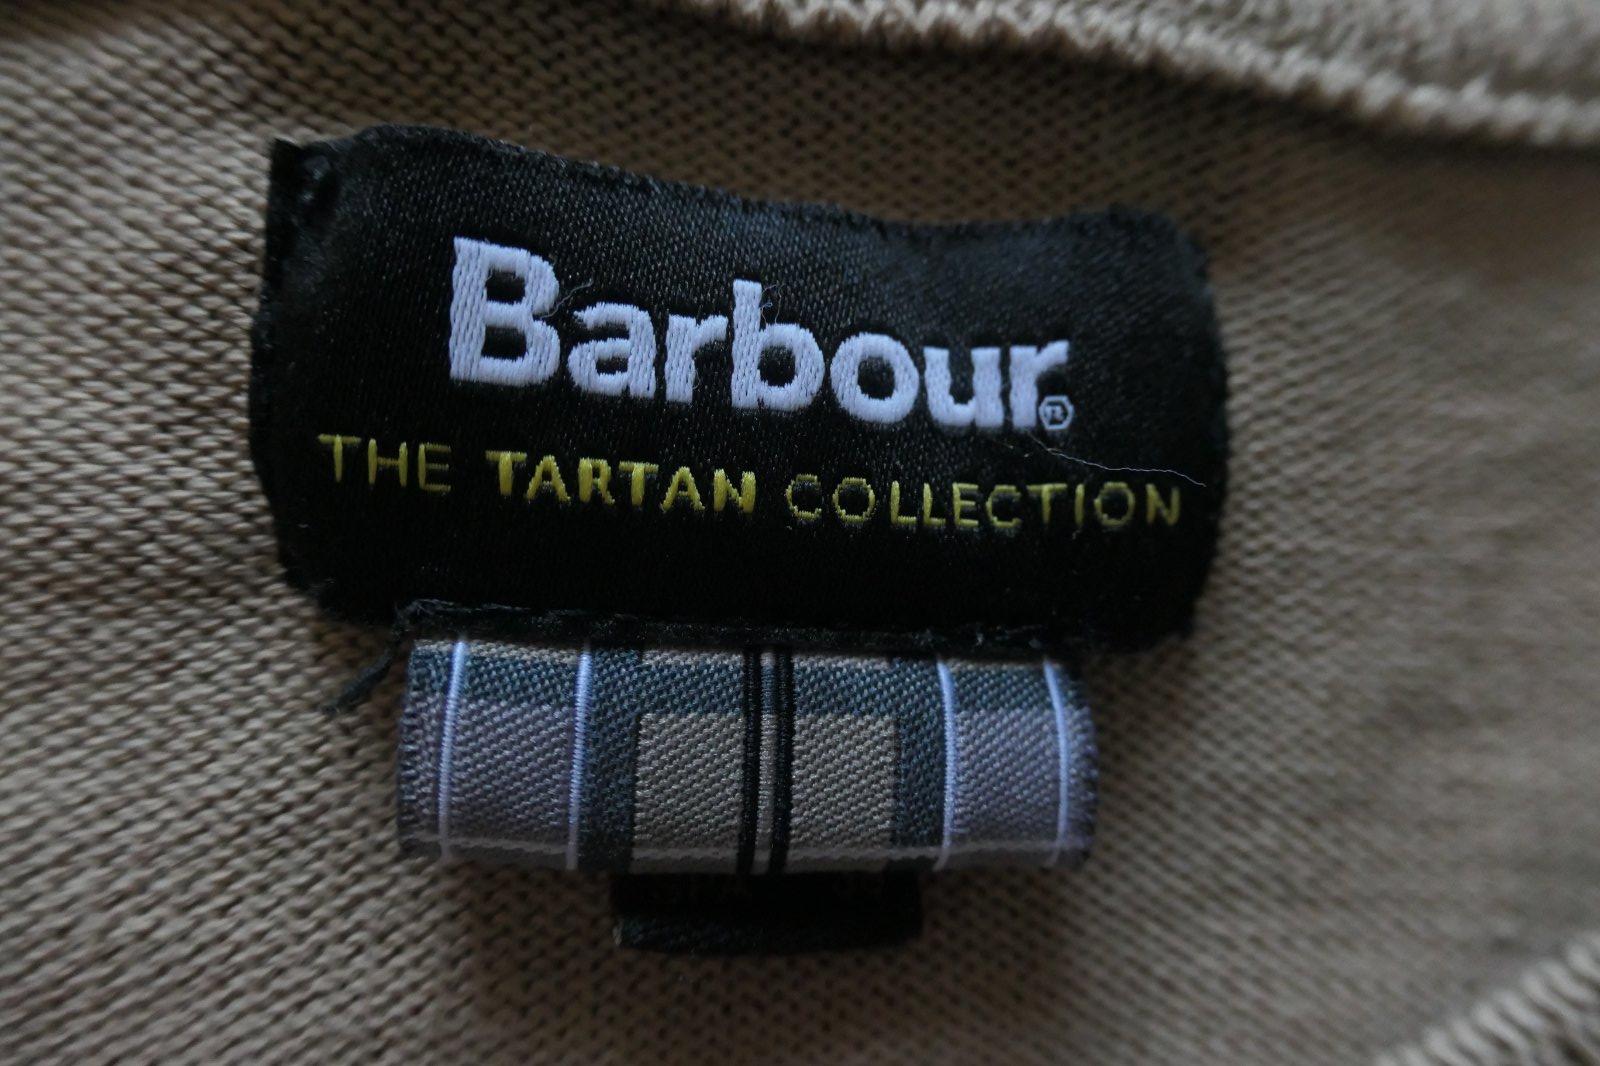 Barbour®
THE TARTAN COLLECTION